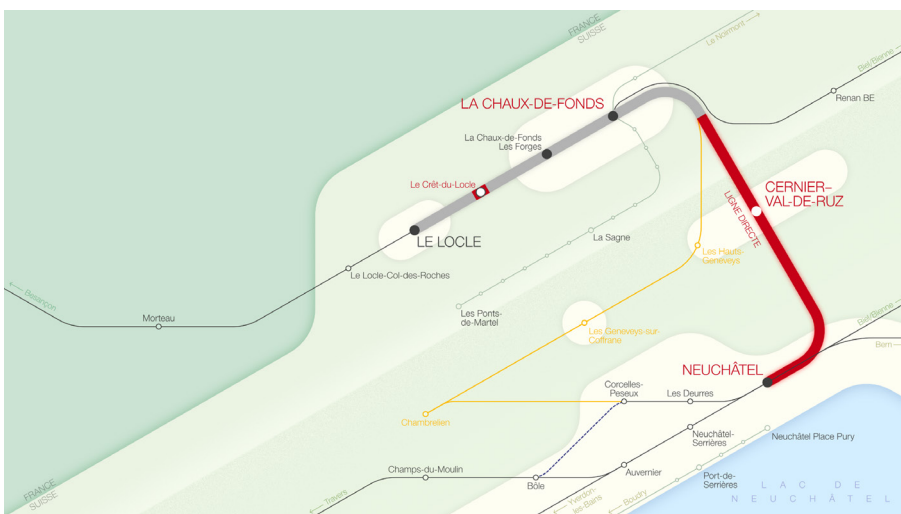 FRANCE
SUISSE
Le Noirmont
Biel/Bienne
Renan BE
LA CHAUX-DE-FONDS
La Chaux-de-Fonds
Les Forges
Le Crêt-du-Locle
CERNIER–
VAL-DE-RUZ
LIGNE DIRECTE
LE LOCLE
La Sagne
Les Hauts-
Geneveys
Le Locle-Col-des-Roches
Besançon
Morteau
Les Ponts-
de-Martel
Les Geneveys-sur-
Coffrane
Biel/Bienne
Bern
NEUCHÂTEL
Corcelles-
Peseux
Les Deurres
Chambrelien
Neuchâtel-
Serrières
Neuchâtel Place Pury
Champs-du-Moulin
Bôle
Auvernier
Port-de-
Serrières
LAC DE
NEUCHÂTEL
FRANCE
SUISSE
Travers
Yverdon-
les-Bains
Boudry